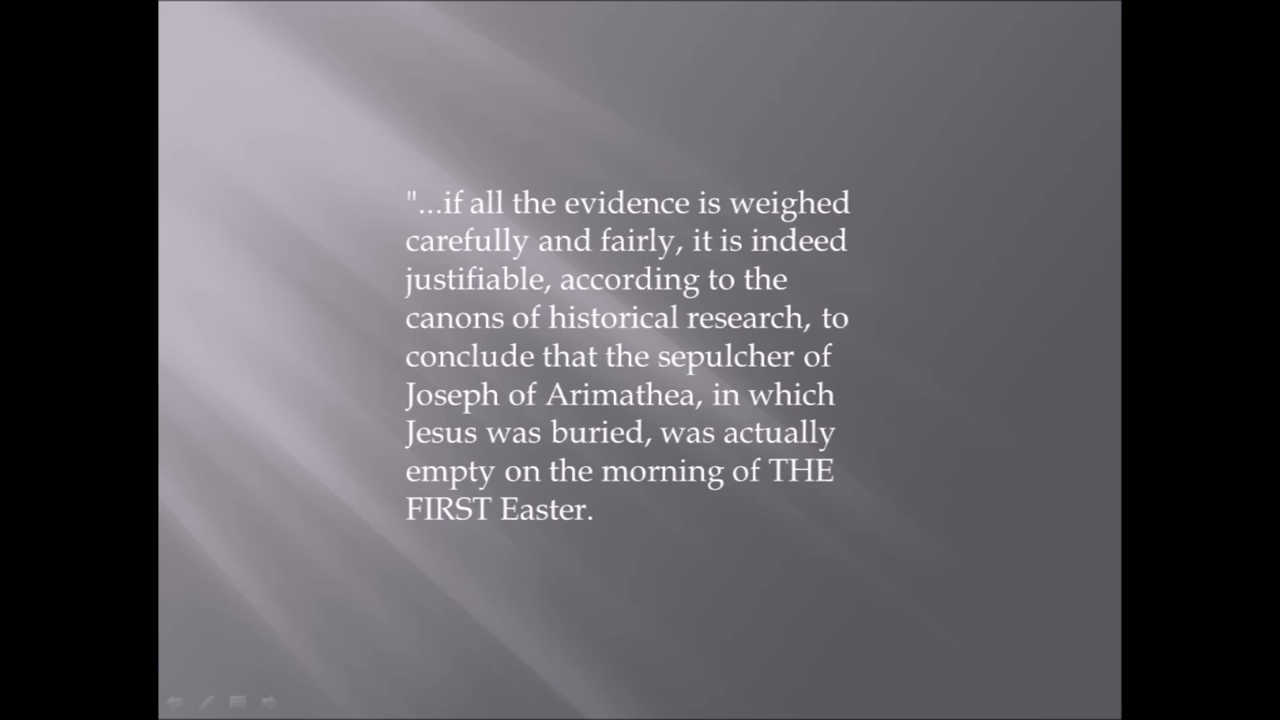 "...if all the evidence is weighed
carefully and fairly, it is indeed
justifiable, according to the
canons of historical research, to
conclude that the sepulcher of
Joseph of Arimathea, in which
Jesus was buried, was actually
empty on the morning of THE
FIRST Easter.